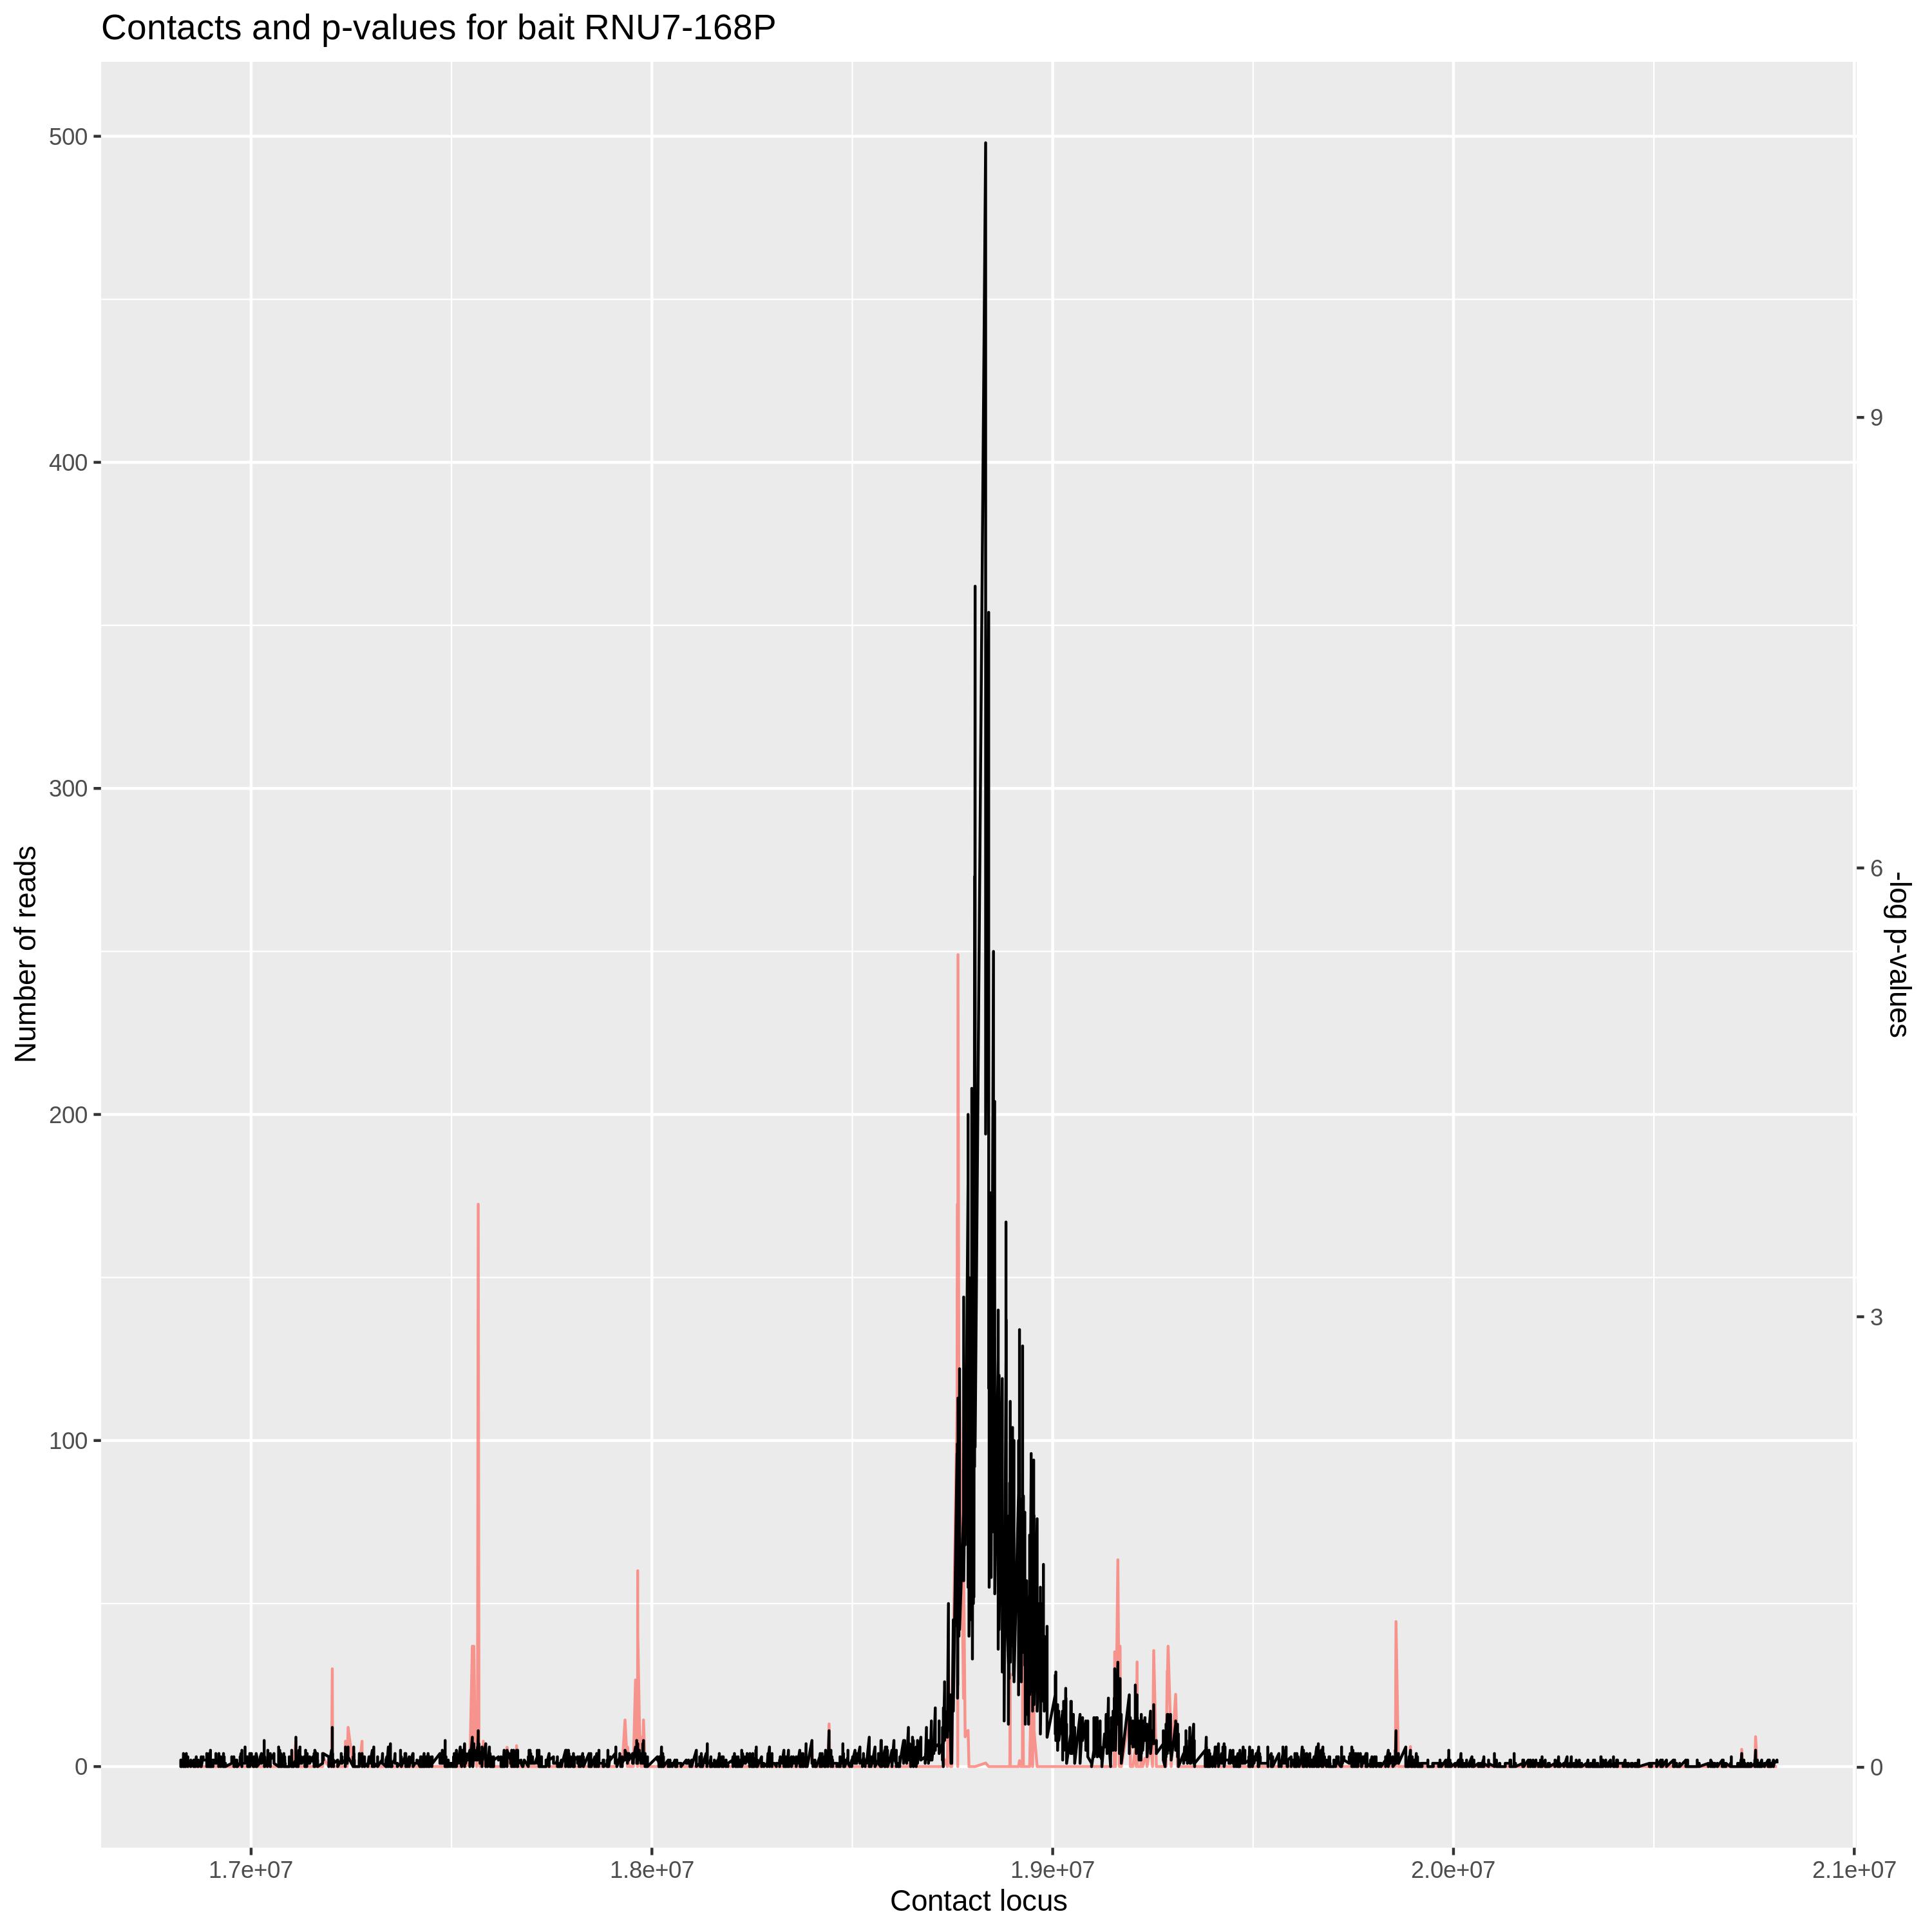 Contacts and p-values for bait RNU7-168P
500
400
300
200
100
0
Number of reads
9
6
3
0
-log p-values
1.7e+07
1.8e+07
1.9e+07
2.0e+07
2.1e+07
Contact locus